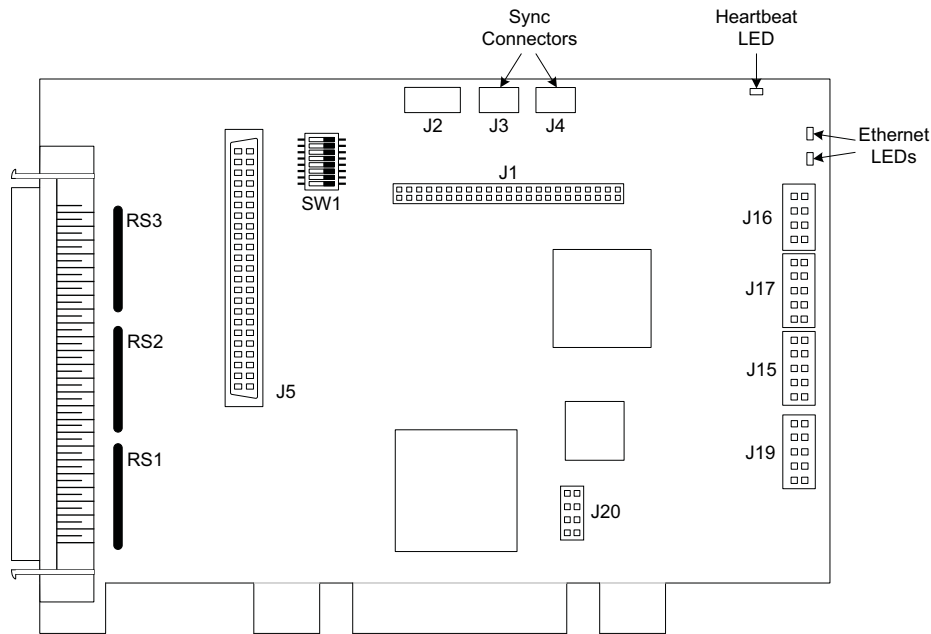 Sync
Connectors
Heartbeat
LED
J2
J3
J4
Ethernet
LEDs
SW1
J1
RS3
J16
J17
RS2
J15
J5
RS1
J19
J20